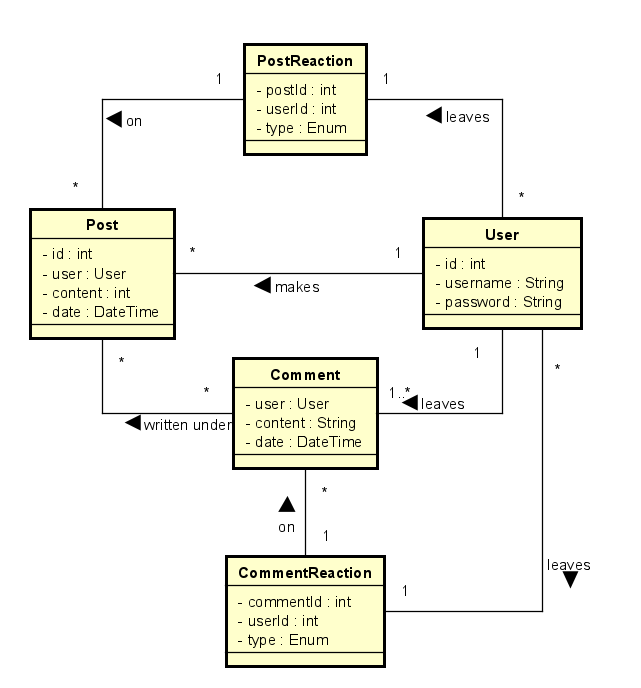 PostReaction
- postId : int
- userId : int
- type : Enum
1
1
on
leaves
*
*
Post
- id : int
- user : User
- content : int
- date : DateTime
*
1
makes
User
- id : int
- username : String
- password : String
*
1
*
*
1..*
leaves
written under
Comment
- user : User
- content : String
- date : DateTime
*
on
1
leaves
1
CommentReaction
- commentId : int
- userId : int
- type : Enum